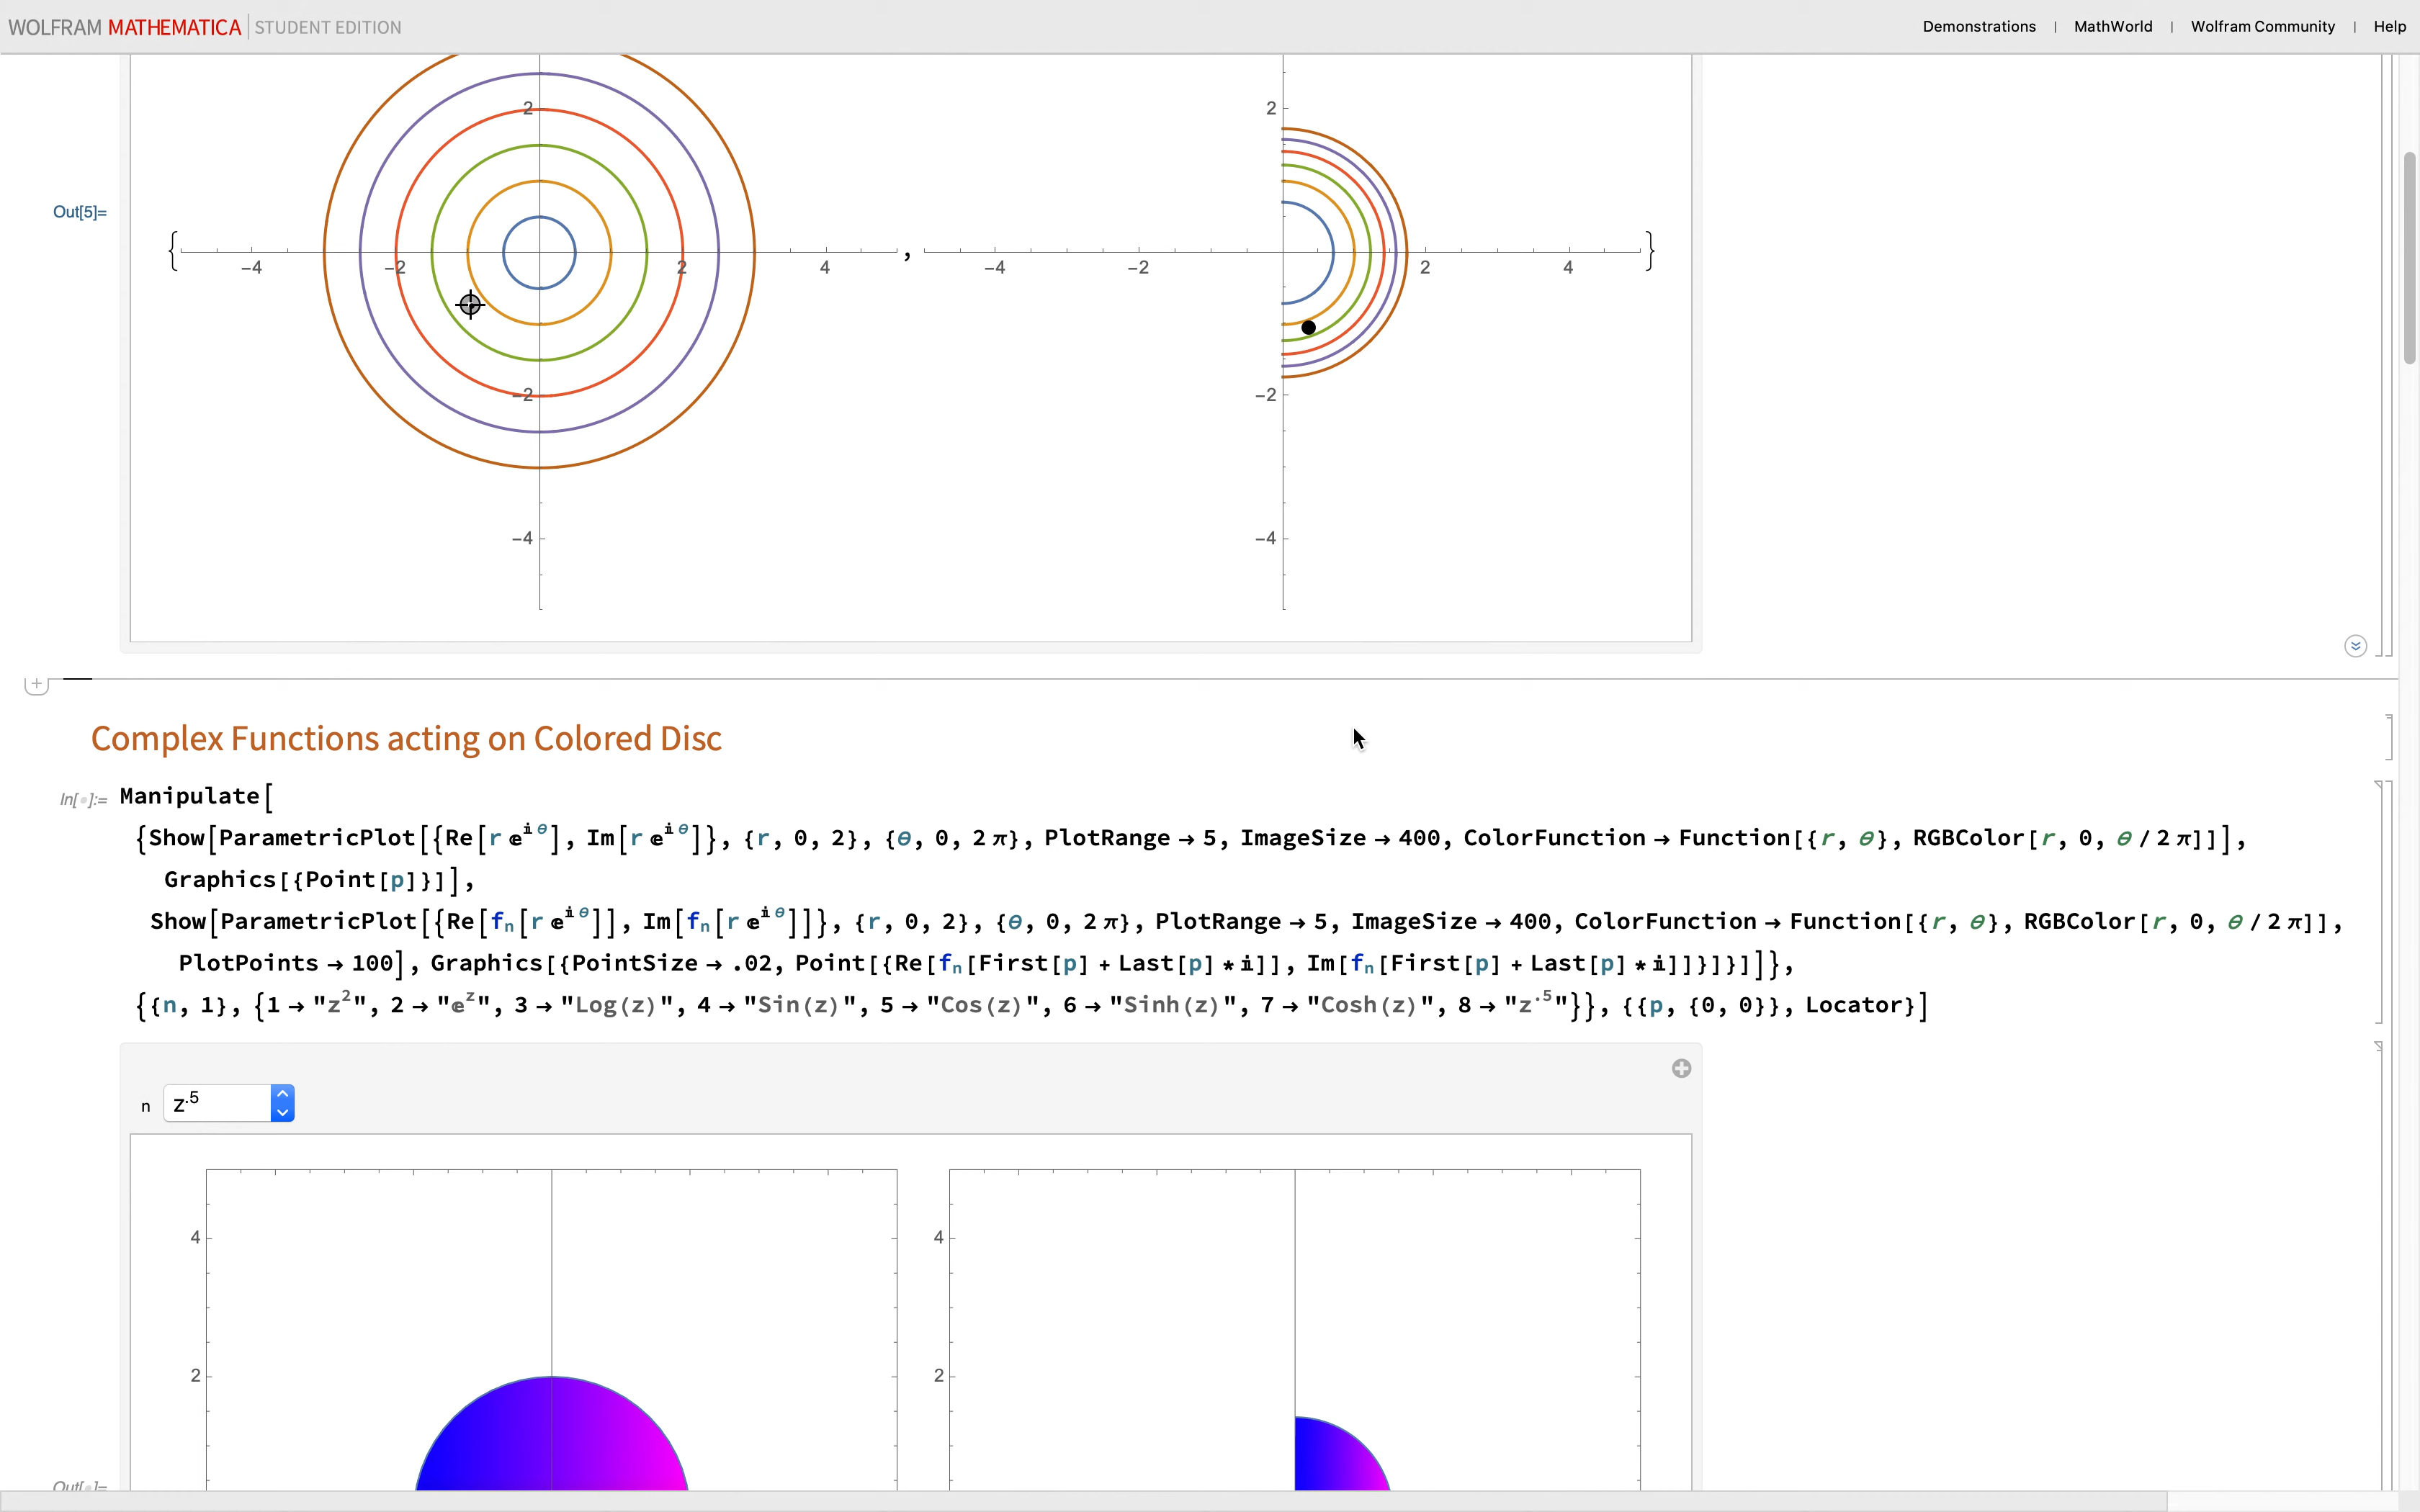 WOLFRAM MATHEMATICA | STUDENT EDITION
Demonstrations | MathWorld | Wolfram Community | Help
2
2
Out[5]=
{ , }
-4 -2 2 4 -4 -2 2 4
-2
-2
-4
-4
Complex Functions acting on Colored Disc
In[•]:= Manipulate[
{Show[ParametricPlot[{Re[r ⅇ^(ⅈ θ)], Im[r ⅇ^(ⅈ θ)]}, {r, 0, 2}, {θ, 0, 2 π}, PlotRange → 5, ImageSize → 400, ColorFunction → Function[{r, θ}, RGBColor[r, 0, θ / 2 π]]],
Graphics[{Point[p]}]],
Show[ParametricPlot[{Re[fₙ[r ⅇ^(ⅈ θ)]], Im[fₙ[r ⅇ^(ⅈ θ)]]}, {r, 0, 2}, {θ, 0, 2 π}, PlotRange → 5, ImageSize → 400, ColorFunction → Function[{r, θ}, RGBColor[r, 0, θ / 2 π]],
PlotPoints → 100], Graphics[{PointSize → .02, Point[{Re[fₙ[First[p] + Last[p] * ⅈ]], Im[fₙ[First[p] + Last[p] * ⅈ]]}]}]]},
{{n, 1}, {1 → "z²", 2 → "ⅇ^z", 3 → "Log(z)", 4 → "Sin(z)", 5 → "Cos(z)", 6 → "Sinh(z)", 7 → "Cosh(z)", 8 → "z^.5"}}, {{p, {0, 0}}, Locator}]
n z^.5
4
4
2
2
Out[•]=